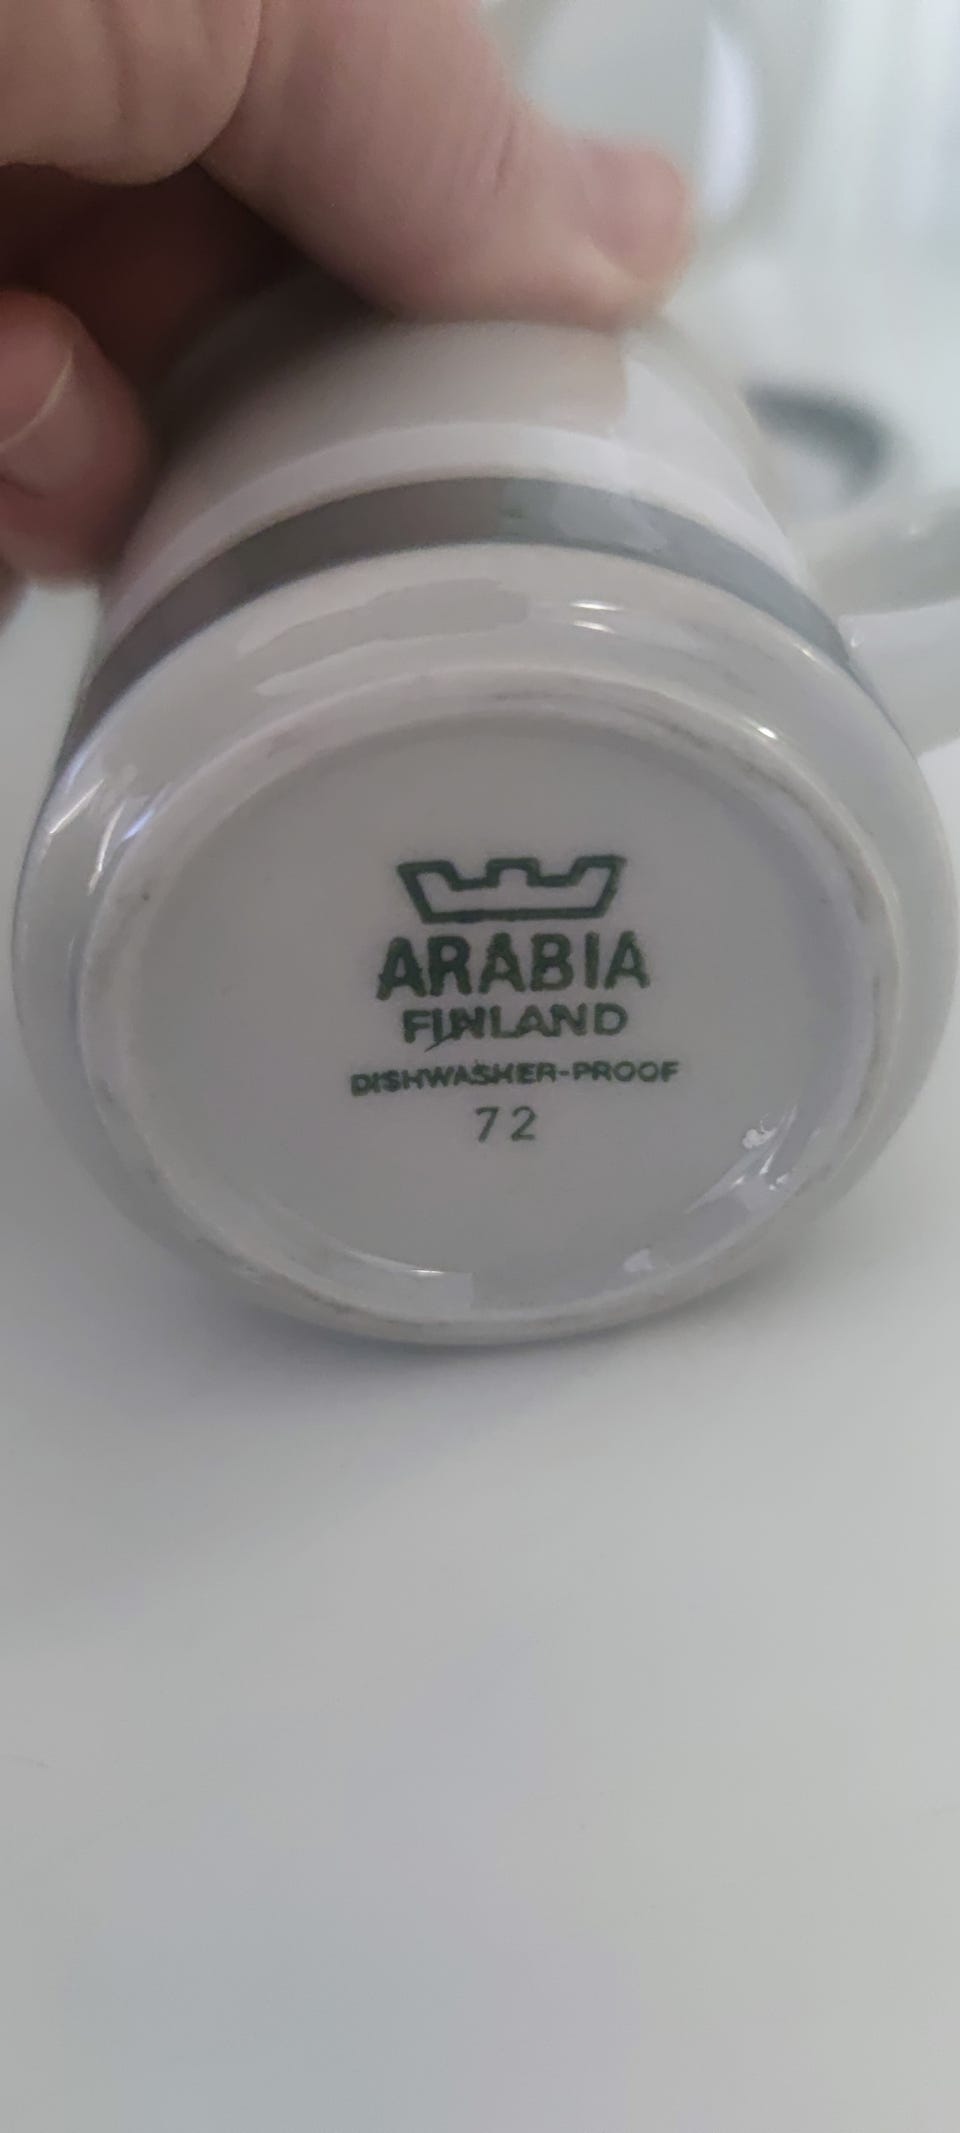 ARABIA
FINLAND
DISHWASHER-PROOF
72